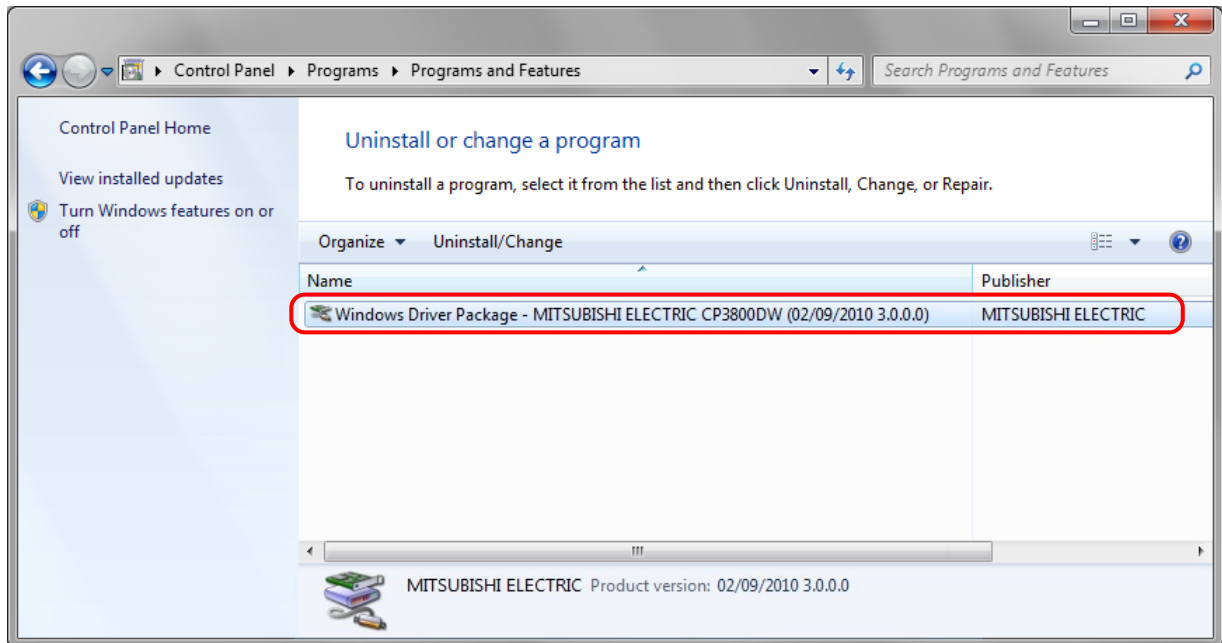 Control Panel ▸ Programs ▸ Programs and Features
Search Programs and Features
Control Panel Home
View installed updates
Turn Windows features on or
off
Uninstall or change a program
To uninstall a program, select it from the list and then click Uninstall, Change, or Repair.
Organize Uninstall/Change
Name Publisher
Windows Driver Package - MITSUBISHI ELECTRIC CP3800DW (02/09/2010 3.0.0.0) MITSUBISHI ELECTRIC
MITSUBISHI ELECTRIC Product version: 02/09/2010 3.0.0.0